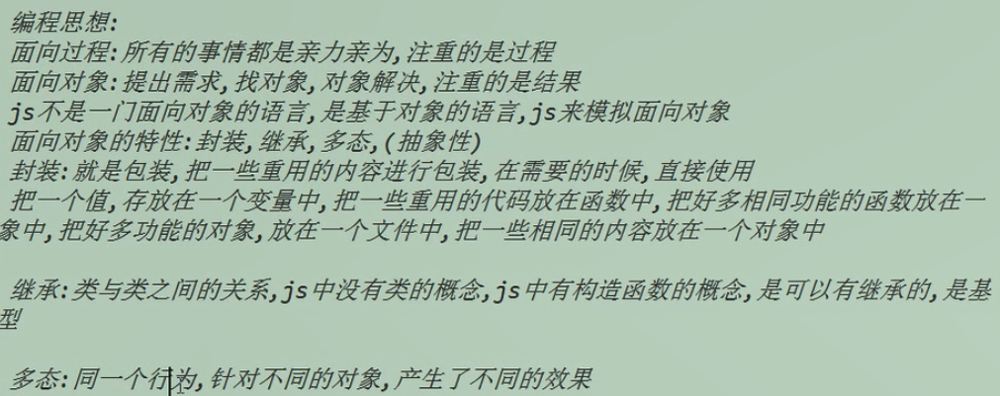 编程思想:
面向过程:所有的事情都是亲力亲为,注重的是过程
面向对象:提出需求,找对象,对象解决,注重的是结果
js不是一门面向对象的语言,是基于对象的语言,js来模拟面向对象
面向对象的特性:封装,继承,多态,(抽象性)
封装:就是包装,把一些重用的内容进行包装,在需要的时候,直接使用
把一个值,存放在一个变量中,把一些重用的代码放在函数中,把好多相同功能的函数放在一
象中,把好多功能的对象,放在一个文件中,把一些相同的内容放在一个对象中
继承:类与类之间的关系,js中没有类的概念,js中有构造函数的概念,是可以有继承的,是基
型
多态:同一个行为,针对不同的对象,产生了不同的效果